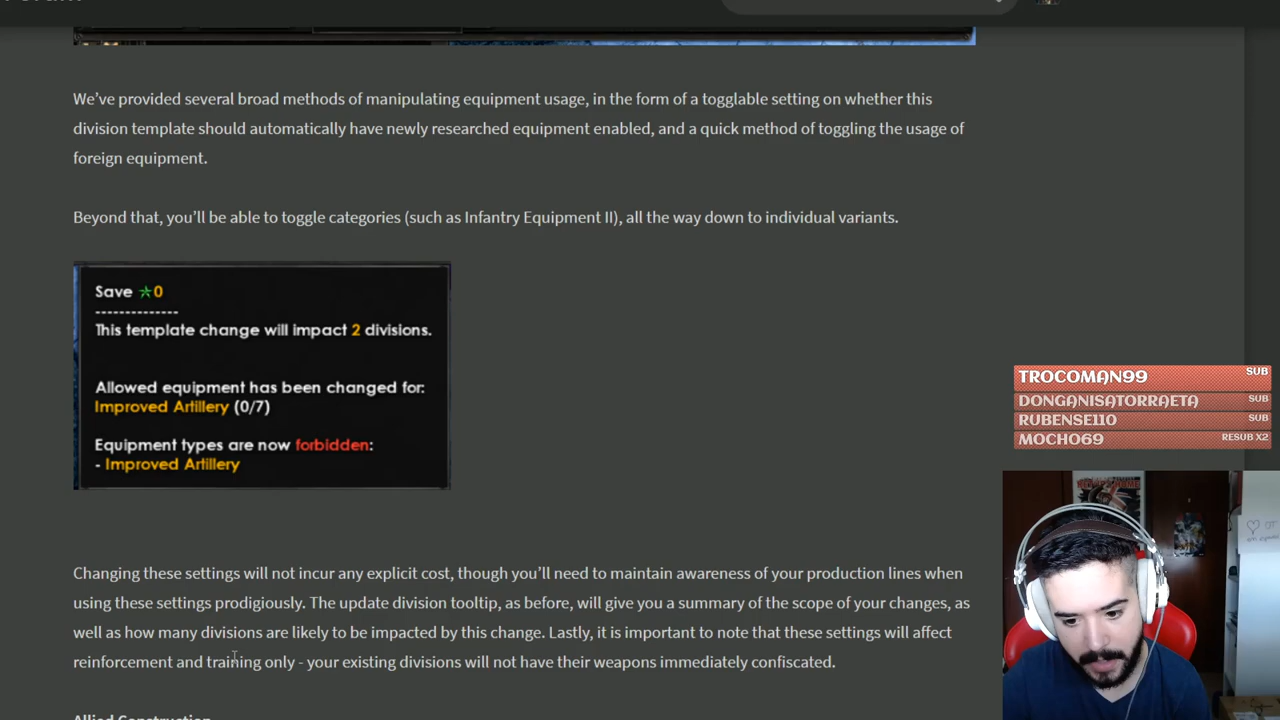 We've provided several broad methods of manipulating equipment usage, in the form of a togglable setting on whether this
division template should automatically have newly researched equipment enabled, and a quick method of toggling the usage of
foreign equipment.
Beyond that, you'll be able to toggle categories (such as Infantry Equipment II), all the way down to individual variants.
Save 0
--------------
This template change will impact 2 divisions.
Allowed equipment has been changed for:
Improved Artillery (0/7)
Equipment types are now forbidden:
- Improved Artillery
TROCOMAN99 SUB
DONGANISATORRAETA SUB
RUBENSE110 SUB
MOCHO69 RESUB X2
Changing these settings will not incur any explicit cost, though you'll need to maintain awareness of your production lines when
using these settings prodigiously. The update division tooltip, as before, will give you a summary of the scope of your changes, as
well as how many divisions are likely to be impacted by this change. Lastly, it is important to note that these settings will affect
reinforcement and training only - your existing divisions will not have their weapons immediately confiscated.
Allied Construction